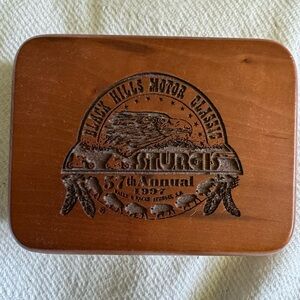 BLACK HILLS MOTOR CLASSIC
STURGIS
57th Annual
1997